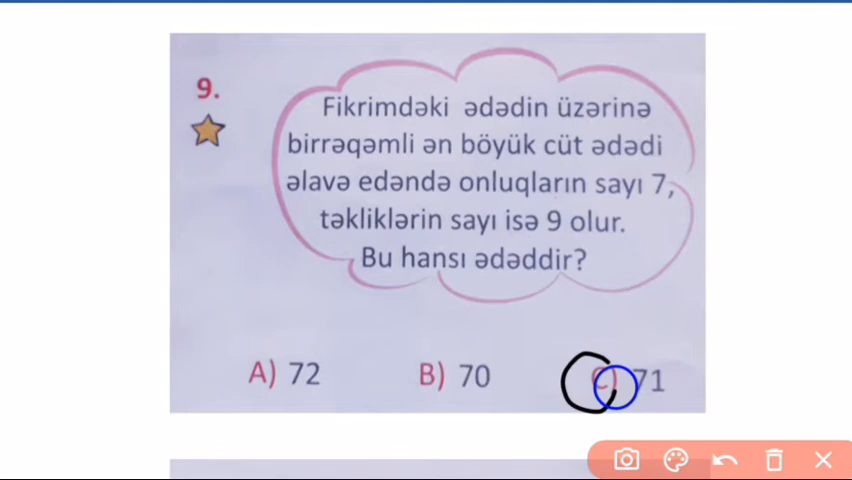 9.
Fikrimdəki ədədin üzərinə
birrəqəmli ən böyük cüt ədədi
əlavə edəndə onluqların sayı 7,
təkliklərin sayı isə 9 olur.
Bu hansı ədəddir?
A) 72 B) 70 C) 71